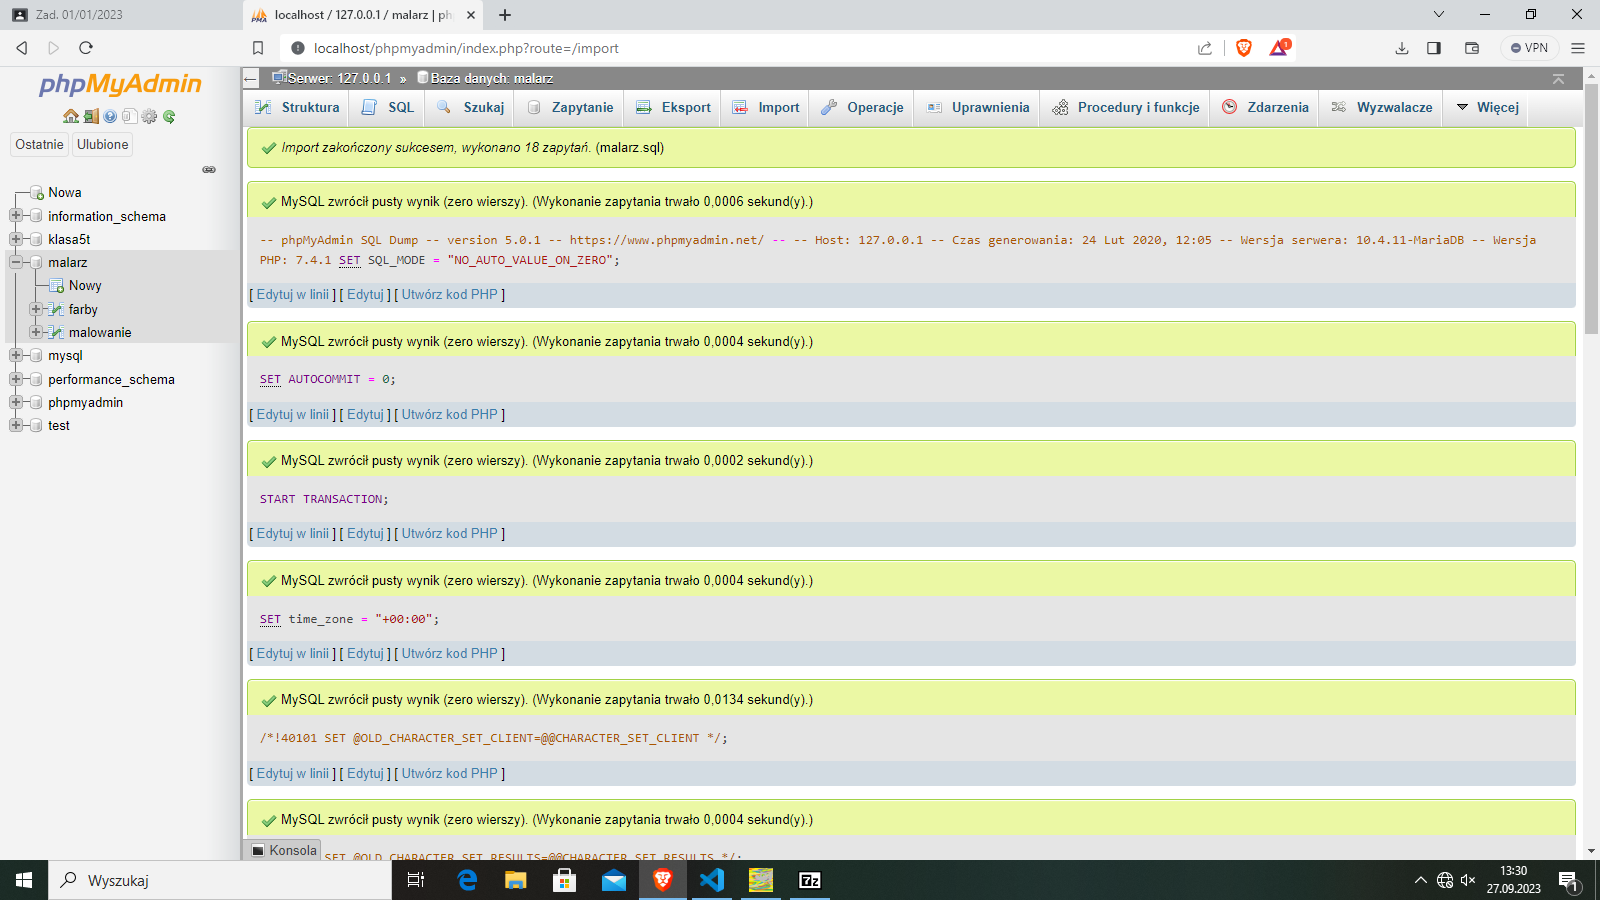 Zad. 01/01/2023
localhost / 127.0.0.1 / malarz | ph
localhost/phpmyadmin/index.php?route=/import
1
VPN
phpMyAdmin
Ostatnie Ulubione
Nowa
information_schema
klasa5t
malarz
Nowy
farby
malowanie
mysql
performance_schema
phpmyadmin
test
Serwer: 127.0.0.1 » Baza danych: malarz
Struktura SQL Szukaj Zapytanie Eksport Import Operacje Uprawnienia Procedury i funkcje Zdarzenia Wyzwalacze Więcej
Import zakończony sukcesem, wykonano 18 zapytań. (malarz.sql)
MySQL zwrócił pusty wynik (zero wierszy). (Wykonanie zapytania trwało 0,0006 sekund(y).)
-- phpMyAdmin SQL Dump -- version 5.0.1 -- https://www.phpmyadmin.net/ -- -- Host: 127.0.0.1 -- Czas generowania: 24 Lut 2020, 12:05 -- Wersja serwera: 10.4.11-MariaDB -- Wersja
PHP: 7.4.1 SET SQL_MODE = "NO_AUTO_VALUE_ON_ZERO";
[ Edytuj w linii ] [ Edytuj ] [ Utwórz kod PHP ]
MySQL zwrócił pusty wynik (zero wierszy). (Wykonanie zapytania trwało 0,0004 sekund(y).)
SET AUTOCOMMIT = 0;
[ Edytuj w linii ] [ Edytuj ] [ Utwórz kod PHP ]
MySQL zwrócił pusty wynik (zero wierszy). (Wykonanie zapytania trwało 0,0002 sekund(y).)
START TRANSACTION;
[ Edytuj w linii ] [ Edytuj ] [ Utwórz kod PHP ]
MySQL zwrócił pusty wynik (zero wierszy). (Wykonanie zapytania trwało 0,0004 sekund(y).)
SET time_zone = "+00:00";
[ Edytuj w linii ] [ Edytuj ] [ Utwórz kod PHP ]
MySQL zwrócił pusty wynik (zero wierszy). (Wykonanie zapytania trwało 0,0134 sekund(y).)
/*!40101 SET @OLD_CHARACTER_SET_CLIENT=@@CHARACTER_SET_CLIENT */;
[ Edytuj w linii ] [ Edytuj ] [ Utwórz kod PHP ]
MySQL zwrócił pusty wynik (zero wierszy). (Wykonanie zapytania trwało 0,0004 sekund(y).)
SET @OLD_CHARACTER_SET_RESULTS=@@CHARACTER_SET_RESULTS */;
Konsola
Wyszukaj
7z
13:30
27.09.2023
1